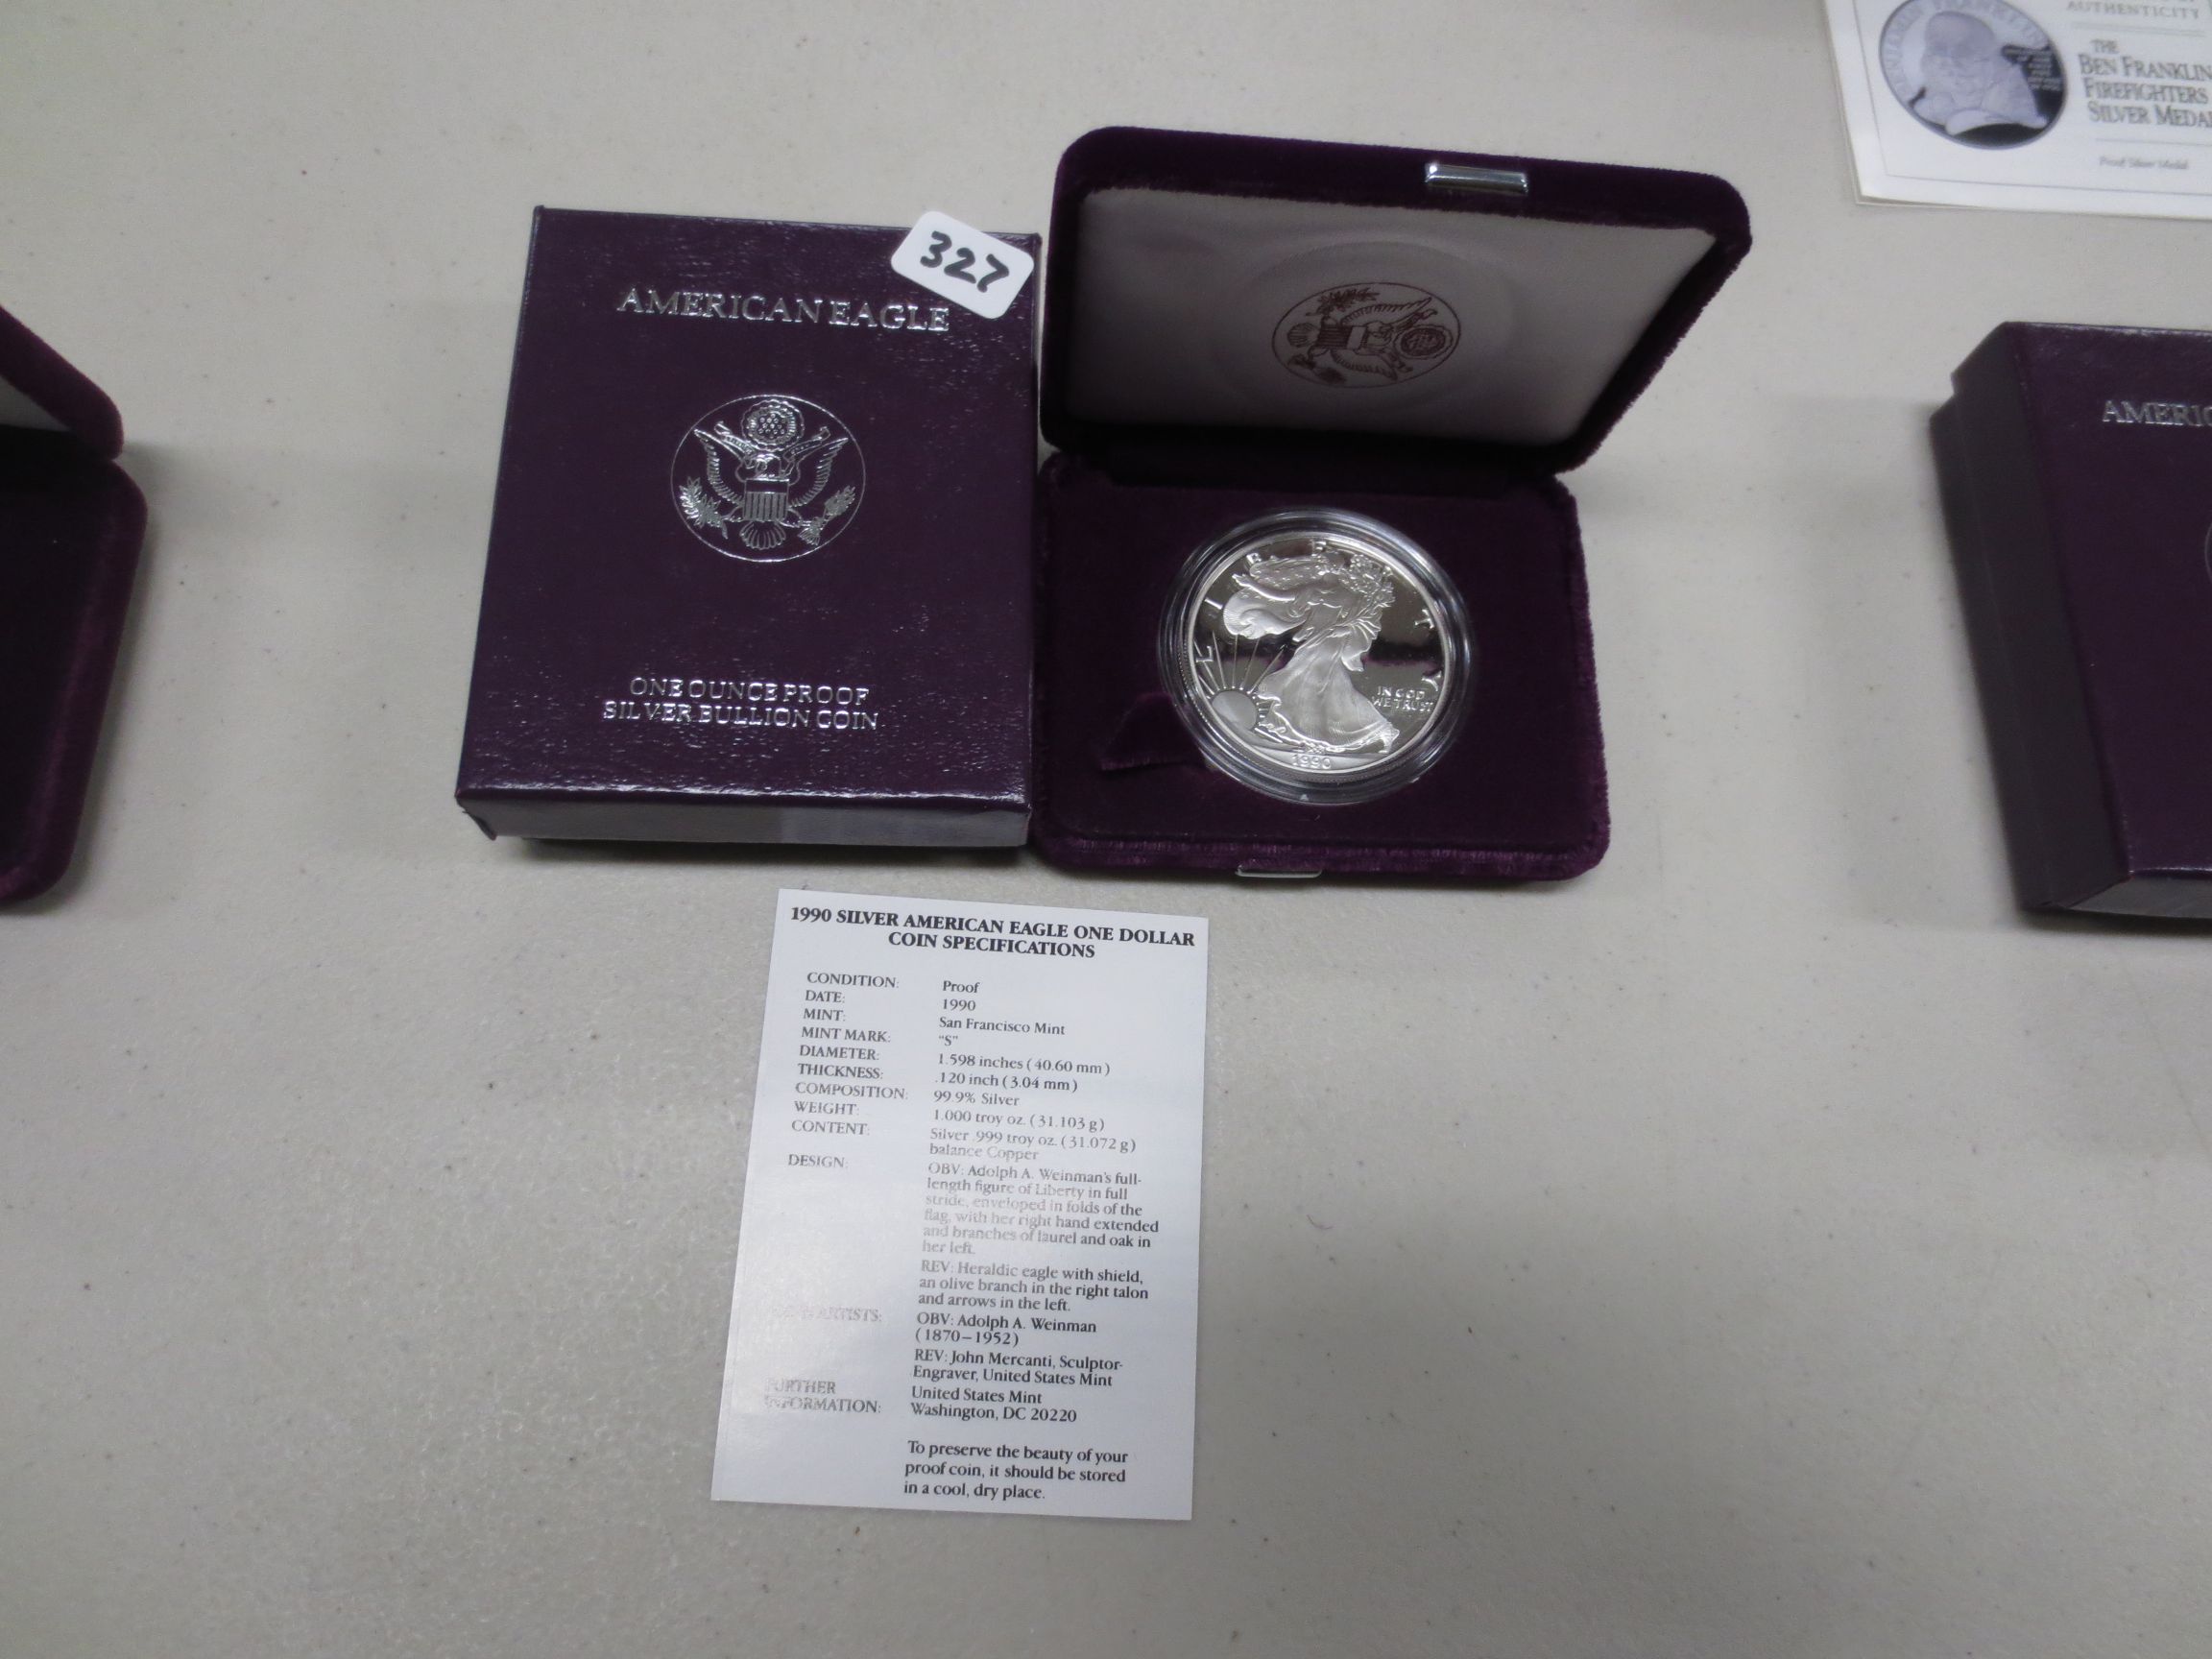 AUTHENTICITY
THE
BEN FRANKLIN
FIREFIGHTERS
SILVER MEDAL
Proof Silver Medal
327
AMERICAN EAGLE
ONE OUNCE PROOF
SILVER BULLION COIN
LIBERTY
IN GOD
WE TRUST
1990
1990 SILVER AMERICAN EAGLE ONE DOLLAR
COIN SPECIFICATIONS
CONDITION: Proof
DATE: 1990
MINT: San Francisco Mint
MINT MARK: "S"
DIAMETER: 1.598 inches (40.60 mm)
THICKNESS: .120 inch (3.04 mm)
COMPOSITION: 99.9% Silver
WEIGHT: 1.000 troy oz. (31.103 g)
CONTENT: Silver .999 troy oz. (31.072 g)
balance Copper
DESIGN: OBV: Adolph A. Weinman's full-
length figure of Liberty in full
stride, enveloped in folds of the
flag, with her right hand extended
and branches of laurel and oak in
her left.
REV: Heraldic eagle with shield,
an olive branch in the right talon
and arrows in the left.
ARTISTS: OBV: Adolph A. Weinman
(1870–1952)
REV: John Mercanti, Sculptor-
Engraver, United States Mint
FURTHER
INFORMATION: United States Mint
Washington, DC 20220
To preserve the beauty of your
proof coin, it should be stored
in a cool, dry place.
AMERIC